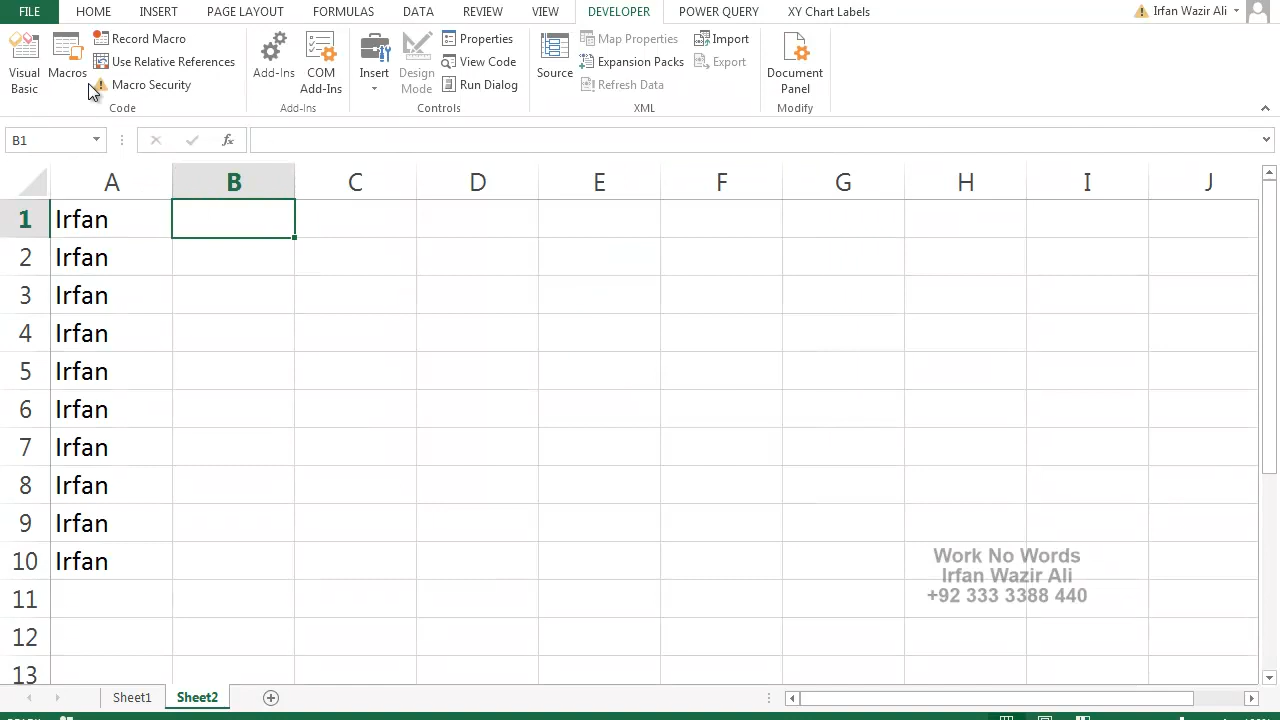 FILE HOME INSERT PAGE LAYOUT FORMULAS DATA REVIEW VIEW DEVELOPER POWER QUERY XY Chart Labels Irfan Wazir Ali
Visual Basic
Macros
Record Macro
Use Relative References
Macro Security
Code
Add-Ins
COM Add-Ins
Add-Ins
Insert
Design Mode
Properties
View Code
Run Dialog
Controls
Source
Map Properties
Expansion Packs
Refresh Data
Import
Export
XML
Document Panel
Modify
B1 fx
A B C D E F G H I J
1 Irfan
2 Irfan
3 Irfan
4 Irfan
5 Irfan
6 Irfan
7 Irfan
8 Irfan
9 Irfan
10 Irfan
11
12
13
Work No Words
Irfan Wazir Ali
+92 333 3388 440
Sheet1 Sheet2